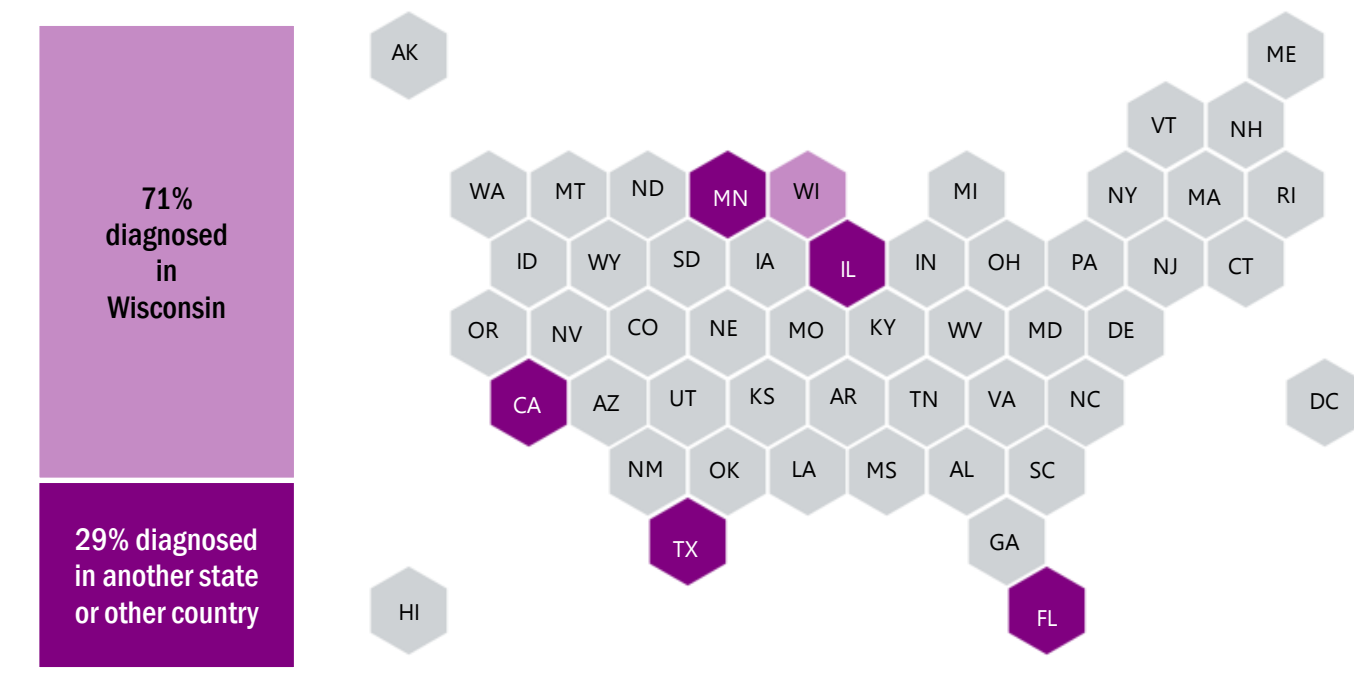 71%
diagnosed
in
Wisconsin
29% diagnosed
in another state
or other country
AK
ME
VT NH
WA MT ND MN WI MI NY MA RI
ID WY SD IA IL IN OH PA NJ CT
OR NV CO NE MO KY WV MD DE
CA AZ UT KS AR TN VA NC DC
NM OK LA MS AL SC
TX GA
HI FL